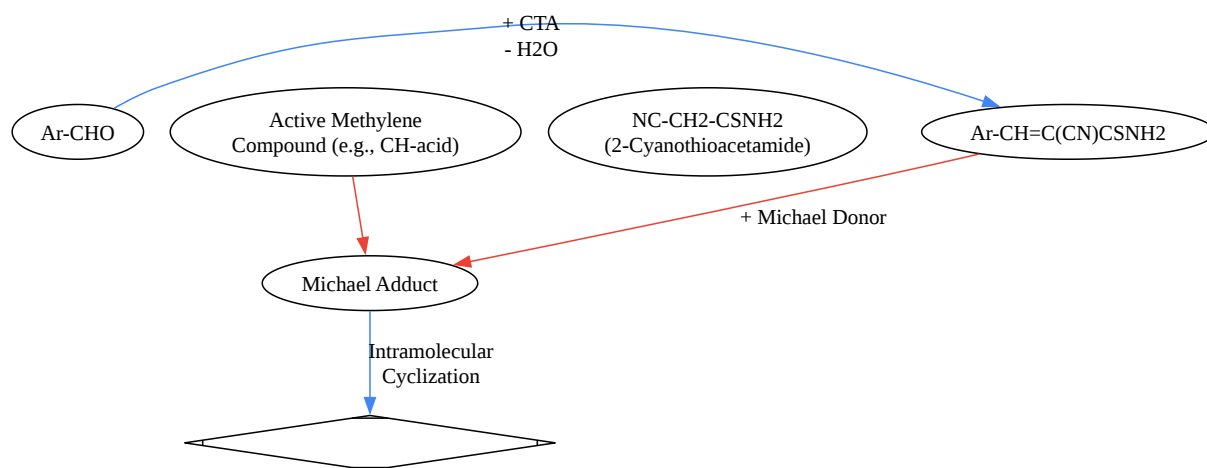 + CTA
- H2O
Ar-CHO
Active Methylene
Compound (e.g., CH-acid)
NC-CH2-CSNH2
(2-Cyanothioacetamide)
Ar-CH=C(CN)CSNH2
+ Michael Donor
Michael Adduct
Intramolecular
Cyclization